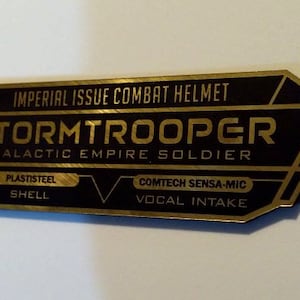 IMPERIAL ISSUE COMBAT HELMET
TORMTROOPER
ALACTIC EMPIRE SOLDIER
PLASTISTEEL
SHELL
COMTECH SENSA-MIC
VOCAL INTAKE